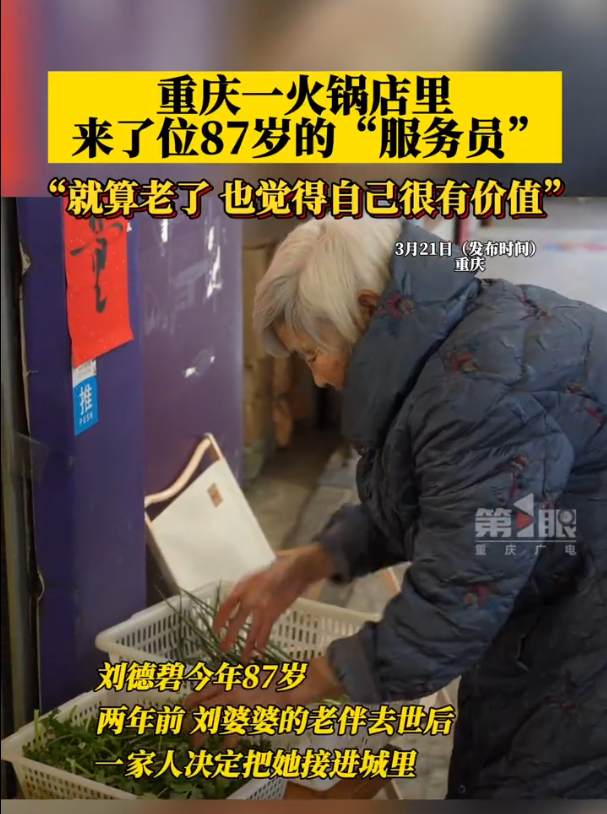 重庆一火锅店里
来了位87岁的“服务员”
“就算老了 也觉得自己很有价值”
3月21日（发布时间）
重庆
推
PUSH
第1眼
重庆广电
刘德碧今年87岁
两年前 刘婆婆的老伴去世后
一家人决定把她接进城里